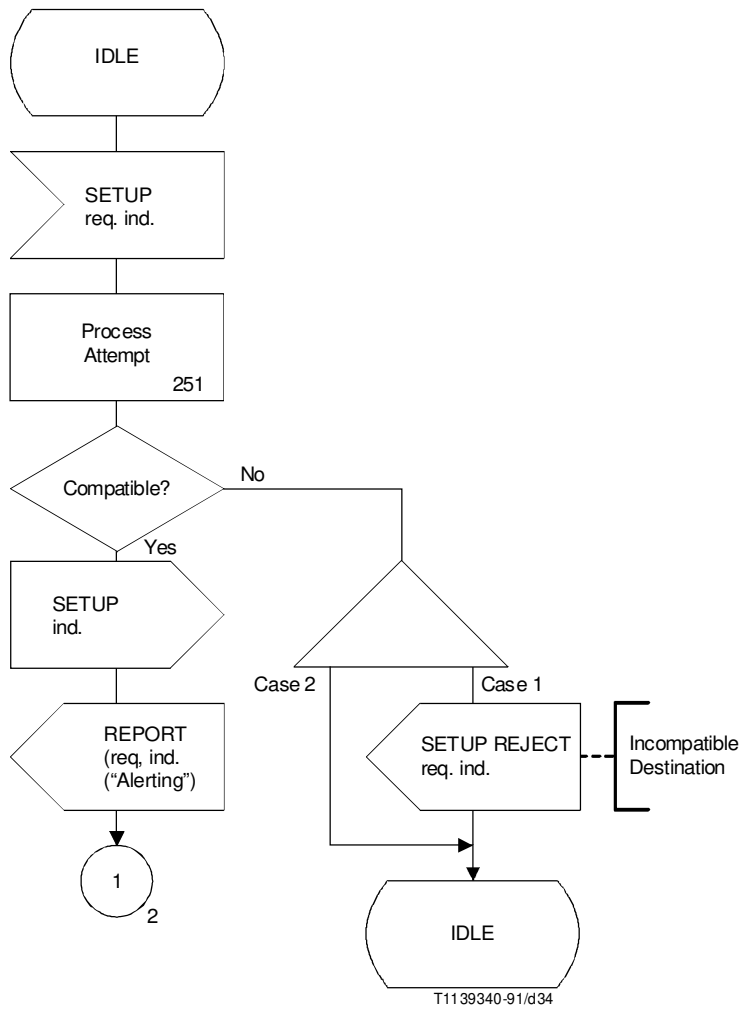 IDLE
SETUP
req. ind.
Process
Attempt
251
Compatible?
No
Yes
SETUP
ind.
Case 2
Case 1
REPORT
(req, ind.
(“Alerting”)
SETUP REJECT
req. ind.
Incompatible
Destination
1
2
IDLE
T1139340-91/d34